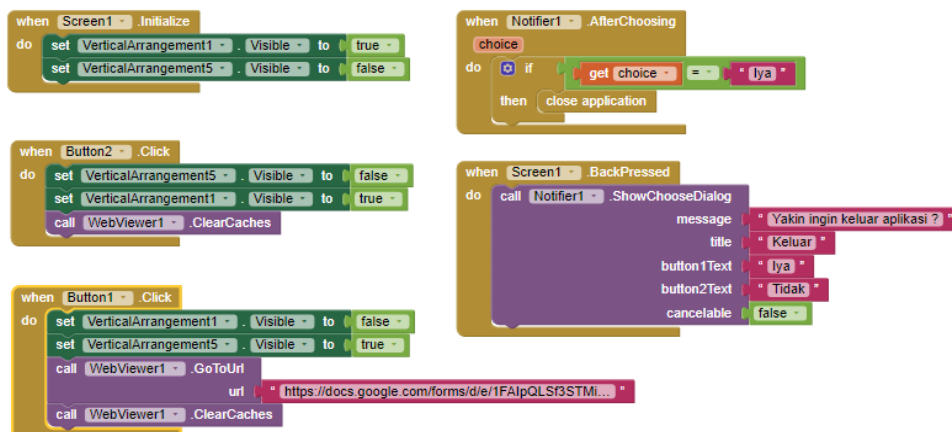 when Screen1 .Initialize
do set VerticalArrangement1 . Visible to true
set VerticalArrangement5 . Visible to false
when Button2 .Click
do set VerticalArrangement5 . Visible to false
set VerticalArrangement1 . Visible to true
call WebViewer1 .ClearCaches
when Button1 .Click
do set VerticalArrangement1 . Visible to false
set VerticalArrangement5 . Visible to true
call WebViewer1 .GoToUrl
url " https://docs.google.com/forms/d/e/1FAIpQLSf3STMi... "
call WebViewer1 .ClearCaches
when Notifier1 .AfterChoosing
choice
do if get choice = " Iya "
then close application
when Screen1 .BackPressed
do call Notifier1 .ShowChooseDialog
message " Yakin ingin keluar aplikasi ? "
title " Keluar "
button1Text " Iya "
button2Text " Tidak "
cancelable false